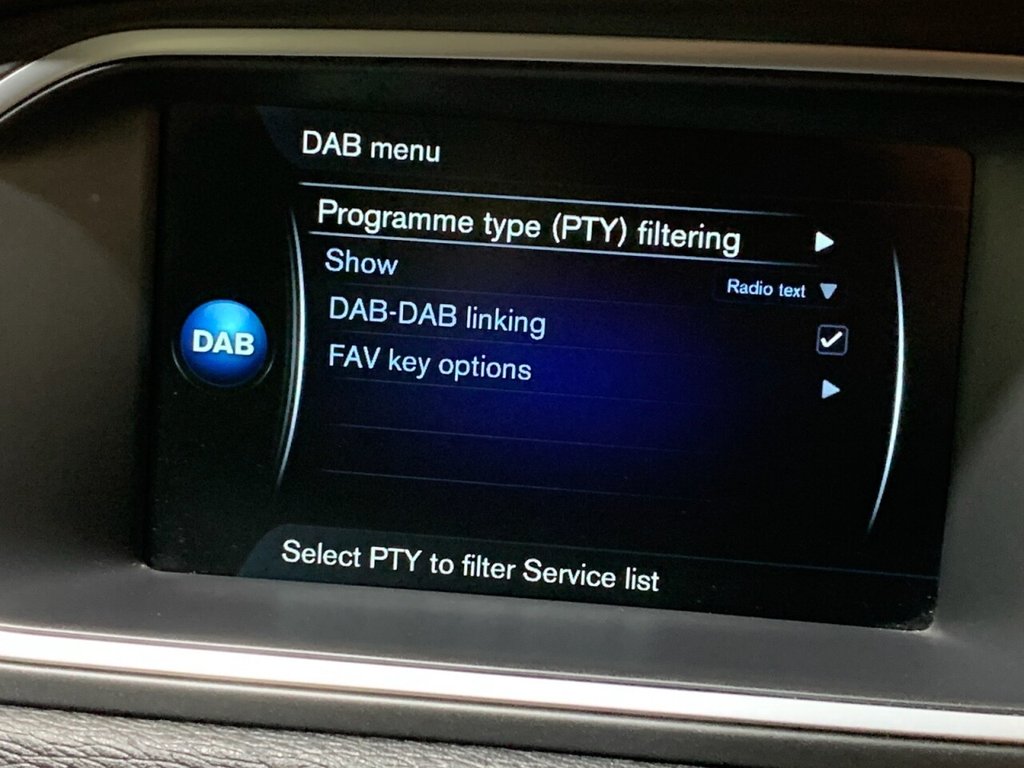 DAB menu
Programme type (PTY) filtering
Show
Radio text
DAB-DAB linking
FAV key options
DAB
Select PTY to filter Service list